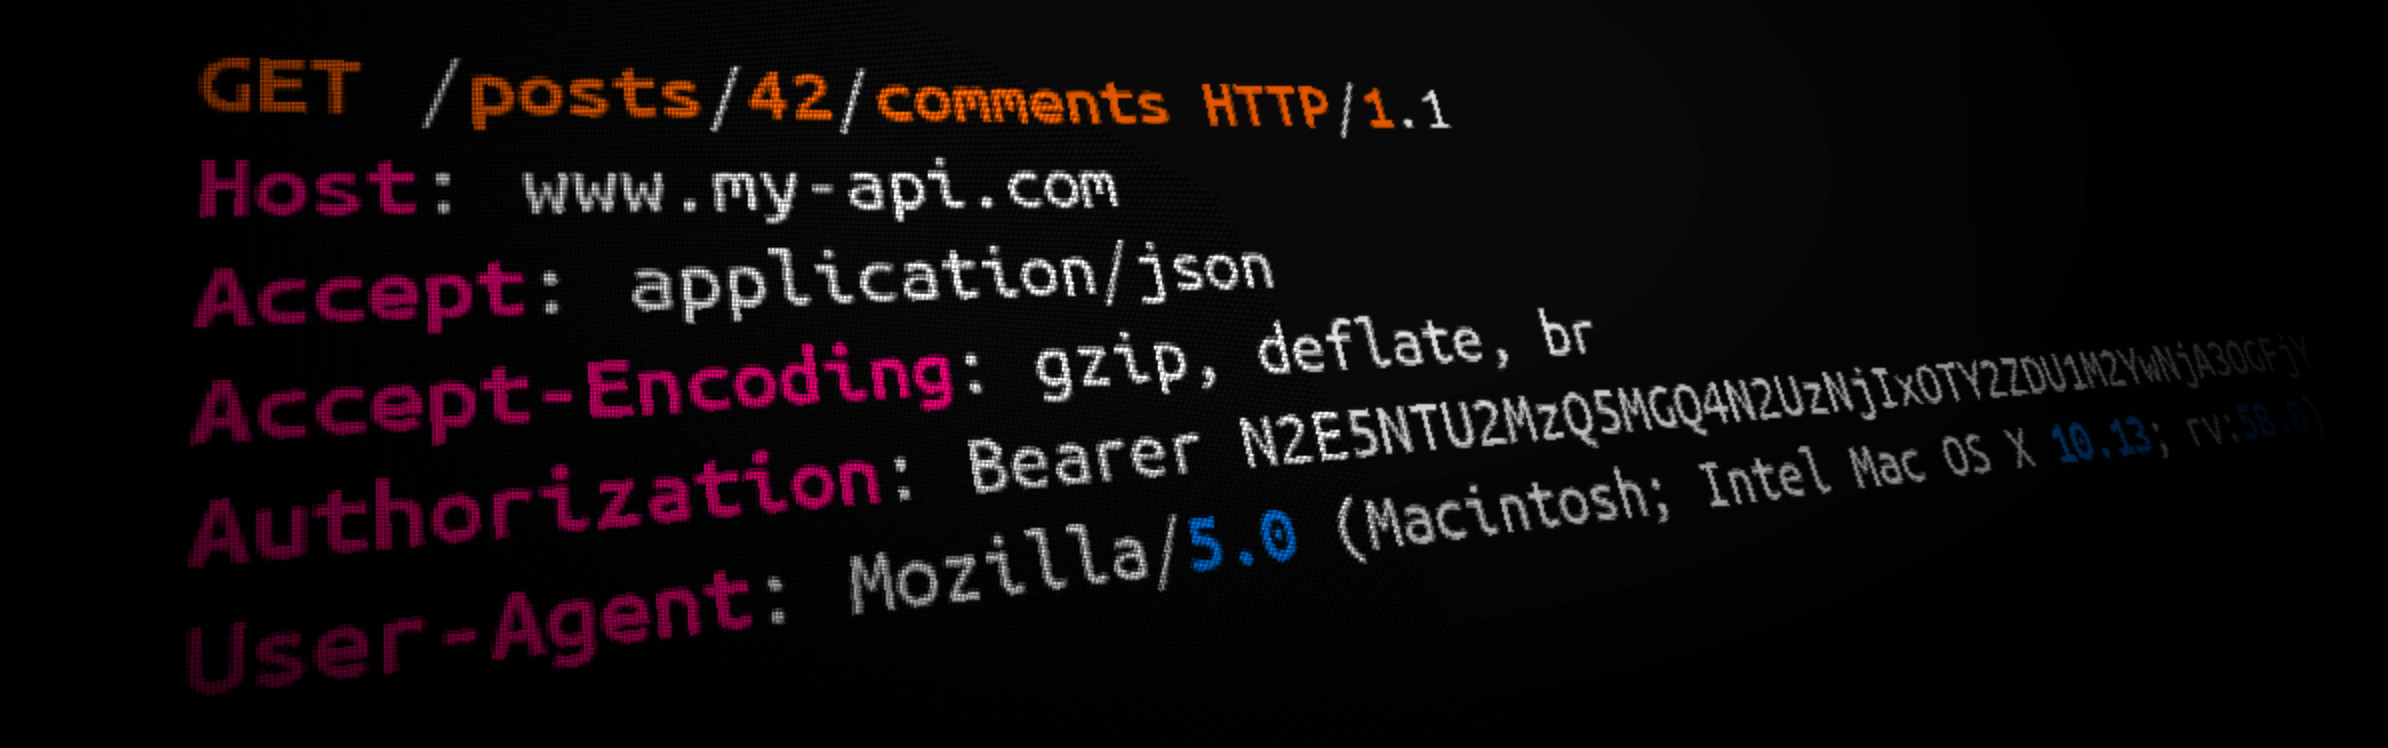 GET /posts/42/comments HTTP/1.1
Host: www.my-api.com
Accept: application/json
Accept-Encoding: gzip, deflate, br
Authorization: Bearer N2E5NTU2MzQ5MGQ4N2UzNjIxOTY2ZDU1M2YwNjA3OGFjY
User-Agent: Mozilla/5.0 (Macintosh; Intel Mac OS X 10.13; rv:58.0)